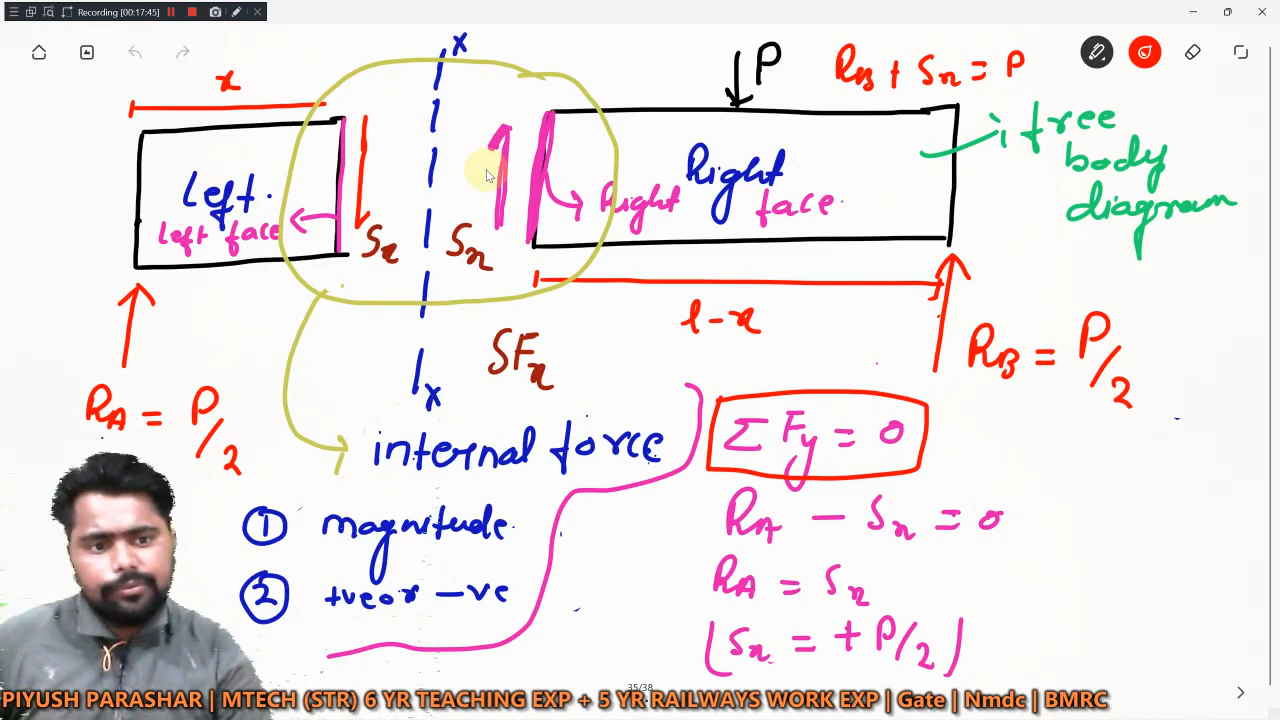 Recording [00:17:45]
x
x
P
RB + Sx = P
Left.
Left face
Sx
Sx
Right
Right face
free
body
diagram
l-x
SFx
x
RA = P/2
RB = P/2
internal force
ΣFy = 0
① magnitude
RA - Sx = 0
② +ve or -ve
RA = Sx
Sx = + P/2
35/38
PIYUSH PARASHAR | MTECH (STR) 6 YR TEACHING EXP + 5 YR RAILWAYS WORK EXP | Gate | Nmdc | BMRC